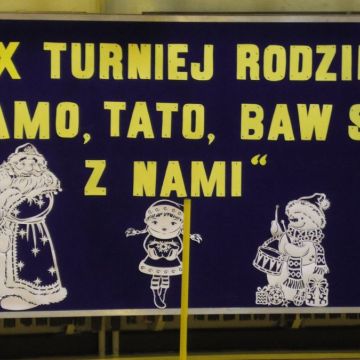 X TURNIEJ RODZI
AMO, TATO, BAW S
Z NAMI“